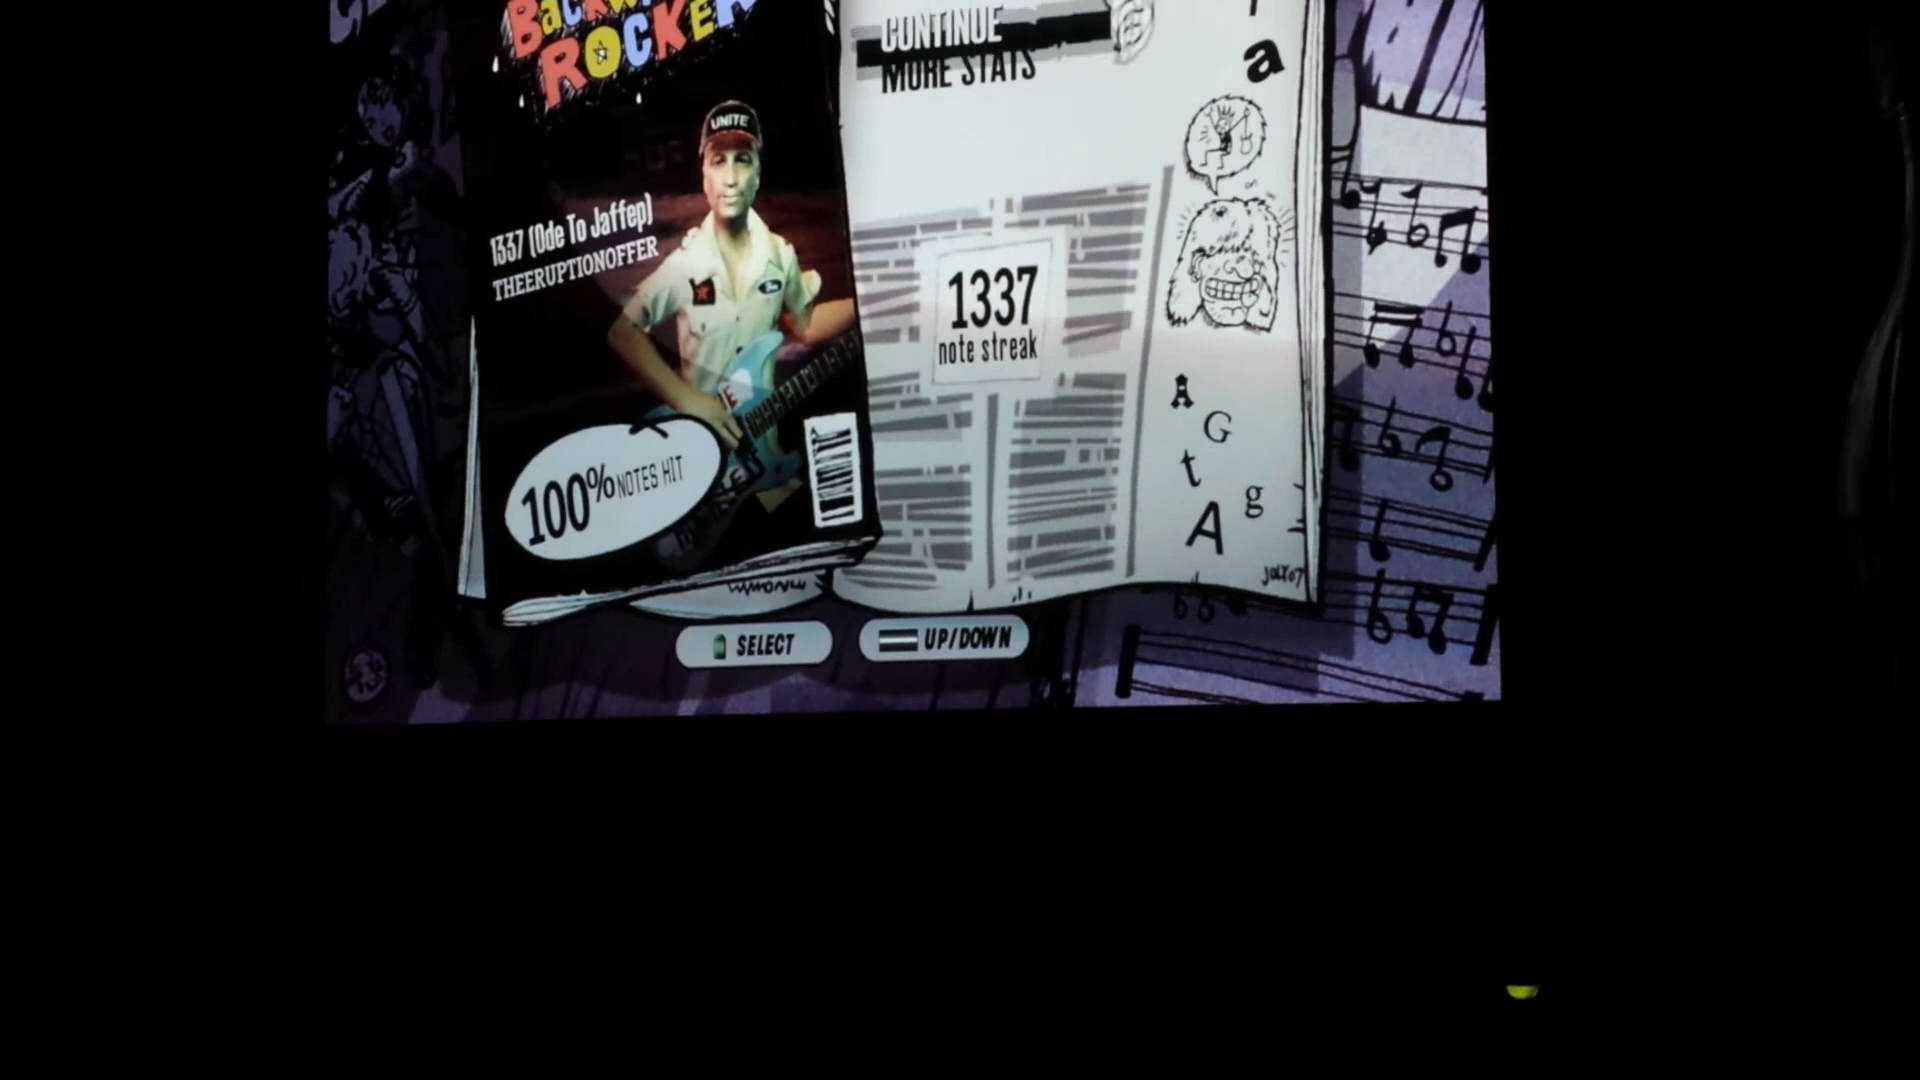 ROCKER
1337 (Ode To Jaffep)
THEERUPTIONOFFER
UNITE
100% NOTES HIT
CONTINUE
MORE STATS
1337
note streak
a
A
G
t
g
A
JOLY07
SELECT
UP/DOWN